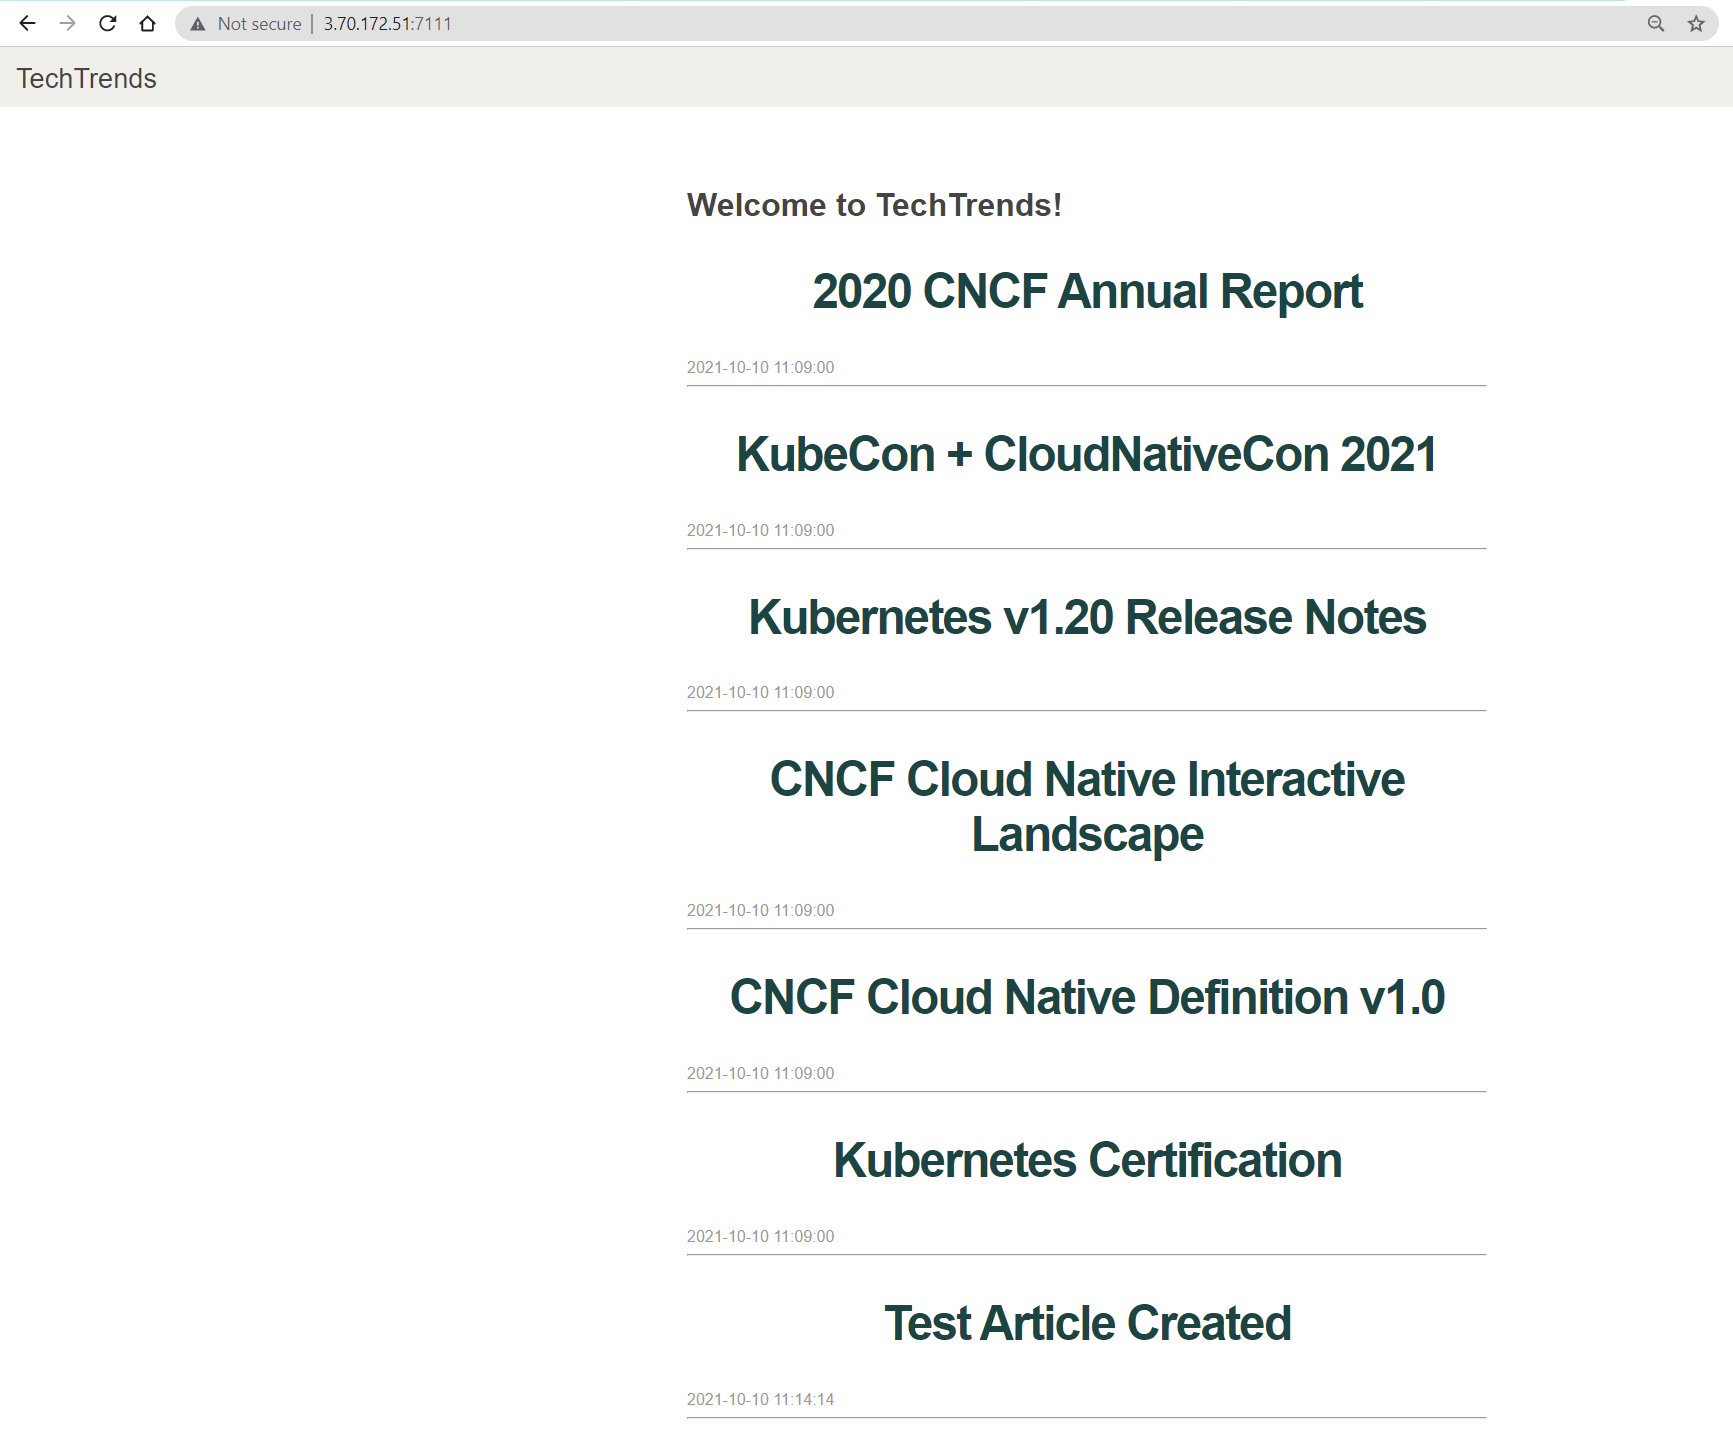 Not secure | 3.70.172.51:7111
TechTrends
Welcome to TechTrends!
2020 CNCF Annual Report
2021-10-10 11:09:00
KubeCon + CloudNativeCon 2021
2021-10-10 11:09:00
Kubernetes v1.20 Release Notes
2021-10-10 11:09:00
CNCF Cloud Native Interactive
Landscape
2021-10-10 11:09:00
CNCF Cloud Native Definition v1.0
2021-10-10 11:09:00
Kubernetes Certification
2021-10-10 11:09:00
Test Article Created
2021-10-10 11:14:14